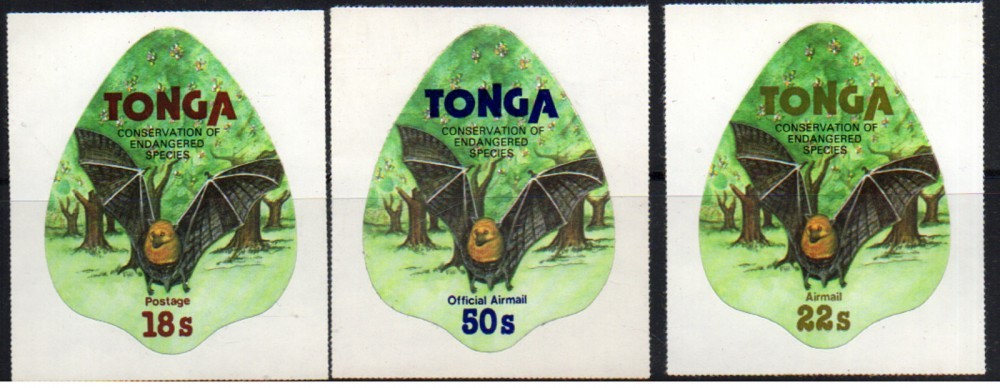 TONGA
CONSERVATION OF
ENDANGERED
SPECIES
Postage
18s
TONGA
CONSERVATION OF
ENDANGERED
SPECIES
Official Airmail
50s
TONGA
CONSERVATION OF
ENDANGERED
SPECIES
Airmail
22s